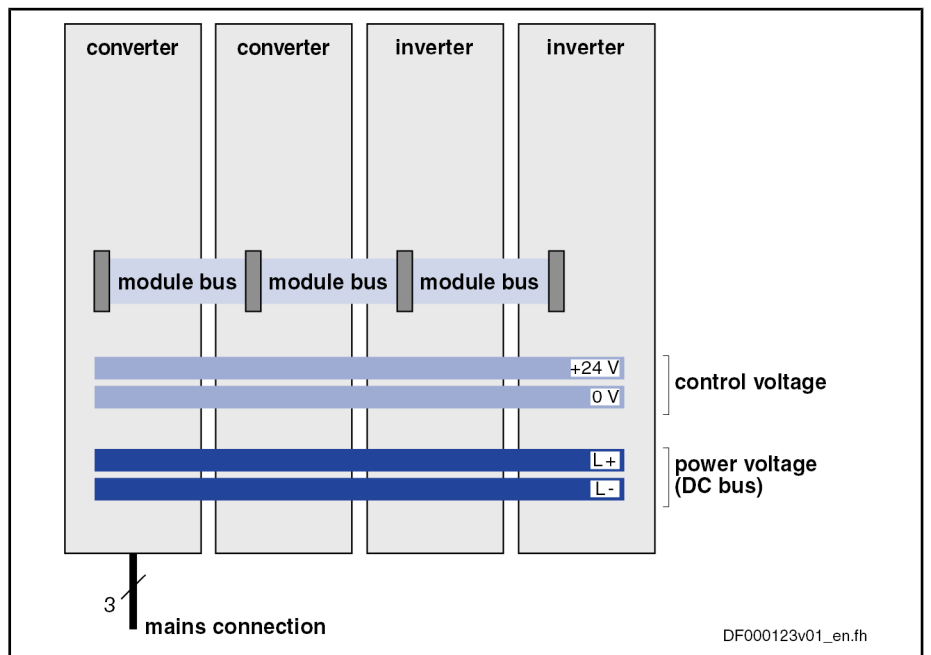 converter
converter
inverter
inverter
module bus
module bus
module bus
+24 V
0 V
control voltage
L+
L-
power voltage
(DC bus)
3
mains connection
DF000123v01_en.fh